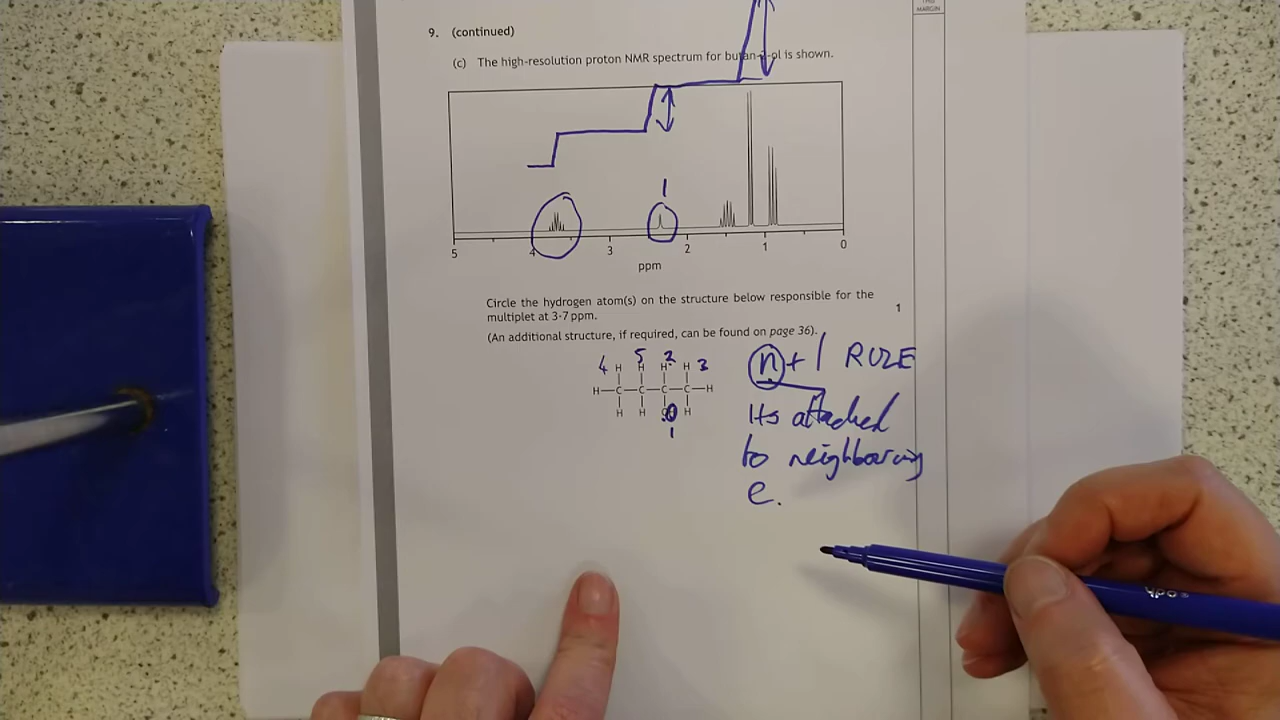 THIS
MARGIN
9. (continued)
(c) The high-resolution proton NMR spectrum for butan-2-ol is shown.
1
5 4 3 2 1 0
ppm
Circle the hydrogen atom(s) on the structure below responsible for the
multiplet at 3·7 ppm.
1
(An additional structure, if required, can be found on page 36).
4 5 2 3
H H H H
H—C—C—C—C—H
H H H
1
n+1 RULE
Hs attached
to neighbouring
C.